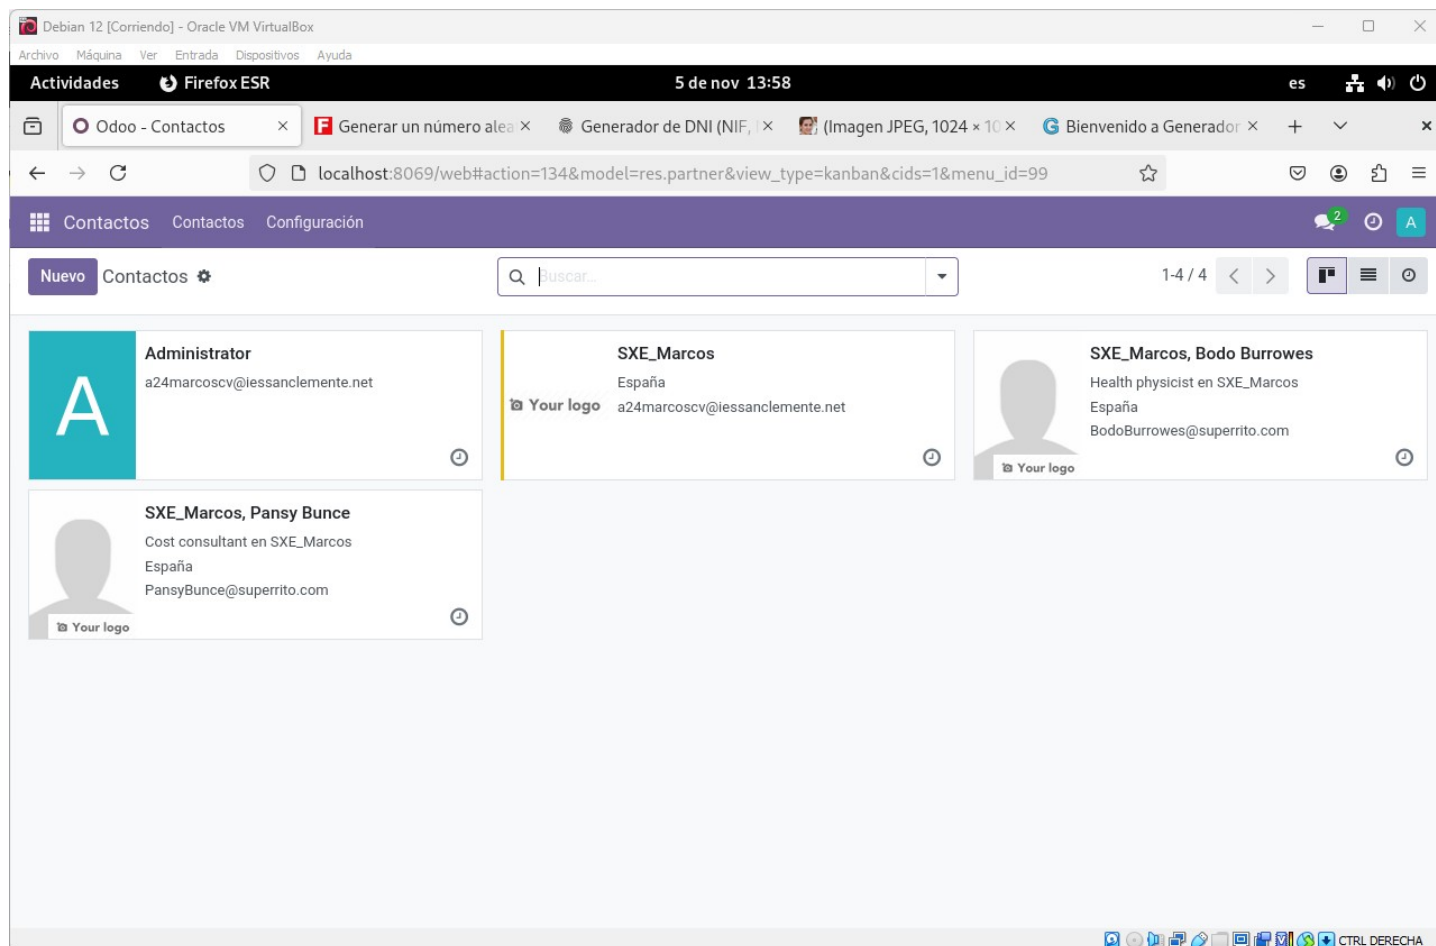 Debian 12 [Corriendo] - Oracle VM VirtualBox
Archivo Máquina Ver Entrada Dispositivos Ayuda
Actividades Firefox ESR 5 de nov 13:58 es
Odoo - Contactos Generar un número alea Generador de DNI (NIF, (Imagen JPEG, 1024 × 10 Bienvenido a Generador
localhost:8069/web#action=134&model=res.partner&view_type=kanban&cids=1&menu_id=99
Contactos Contactos Configuración 2 A
Nuevo Contactos Buscar... 1-4 / 4
A
Administrator
a24marcoscv@iessanclemente.net
SXE_Marcos
España
Your logo
a24marcoscv@iessanclemente.net
SXE_Marcos, Bodo Burrowes
Health physicist en SXE_Marcos
España
BodoBurrowes@superrito.com
Your logo
SXE_Marcos, Pansy Bunce
Cost consultant en SXE_Marcos
España
PansyBunce@superrito.com
Your logo
CTRL DERECHA